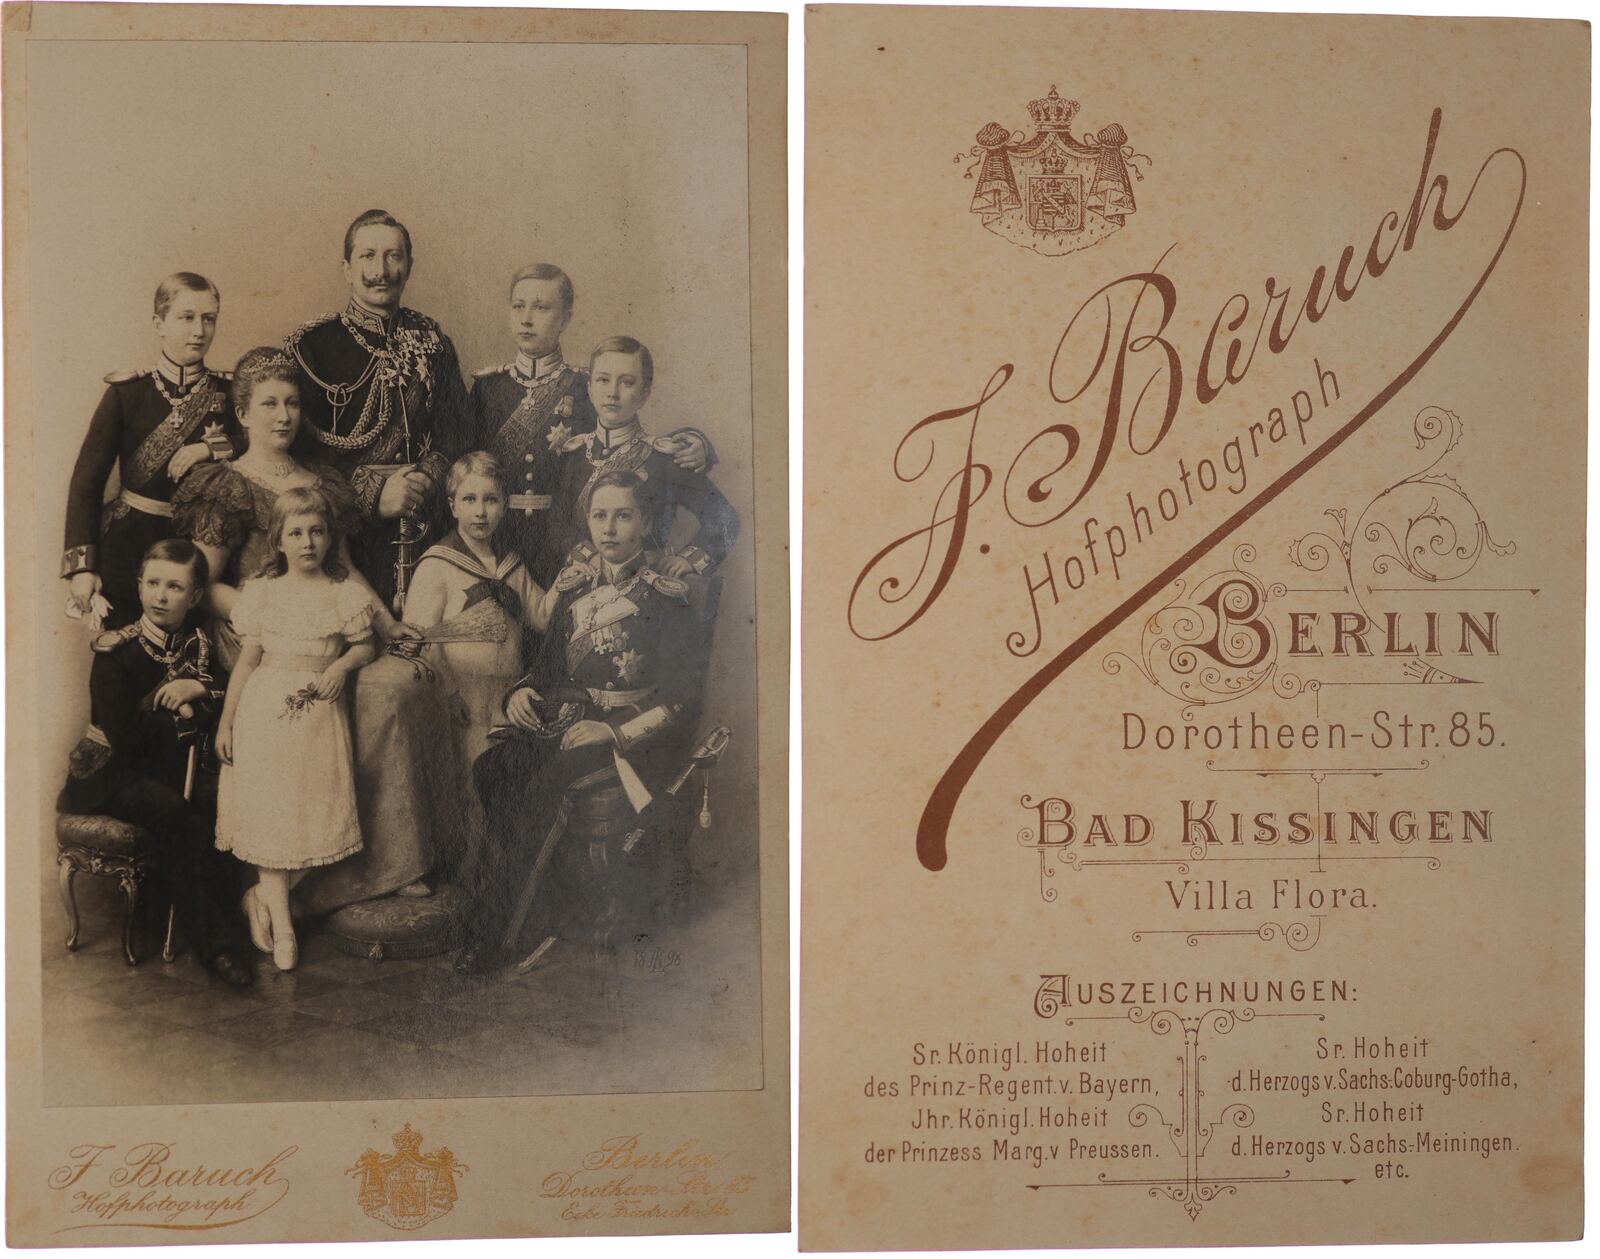 18 JK 98
F Baruch
Hofphotograph
Berlin
Dorotheen-Str. 85
Ecke Friedrich-Str.
J. Baruch
Hofphotograph
BERLIN
Dorotheen-Str. 85.
BAD KISSINGEN
Villa Flora.
AUSZEICHNUNGEN:
Sr. Königl. Hoheit
des Prinz-Regent. v. Bayern,
Jhr. Königl. Hoheit
der Prinzess Marg. v Preussen.
Sr. Hoheit
d. Herzogs v. Sachs.-Coburg-Gotha,
Sr. Hoheit
d. Herzogs v. Sachs.-Meiningen.
etc.